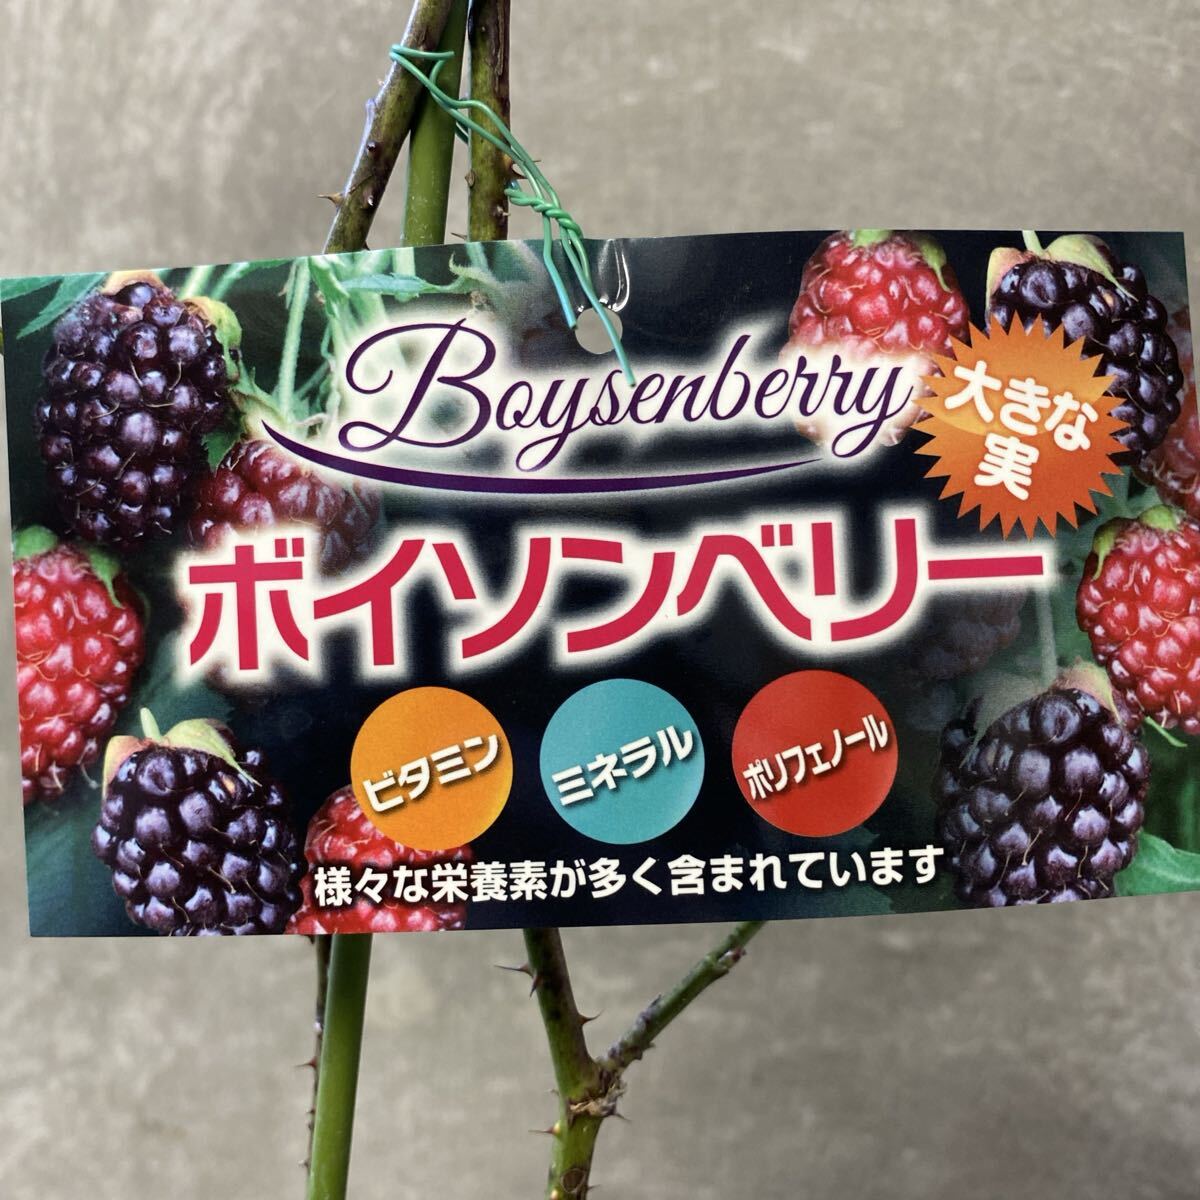 Boysenberry
大きな
実
ボイソンベリー
ビタミン
ミネラル
ポリフェノール
様々な栄養素が多く含まれています